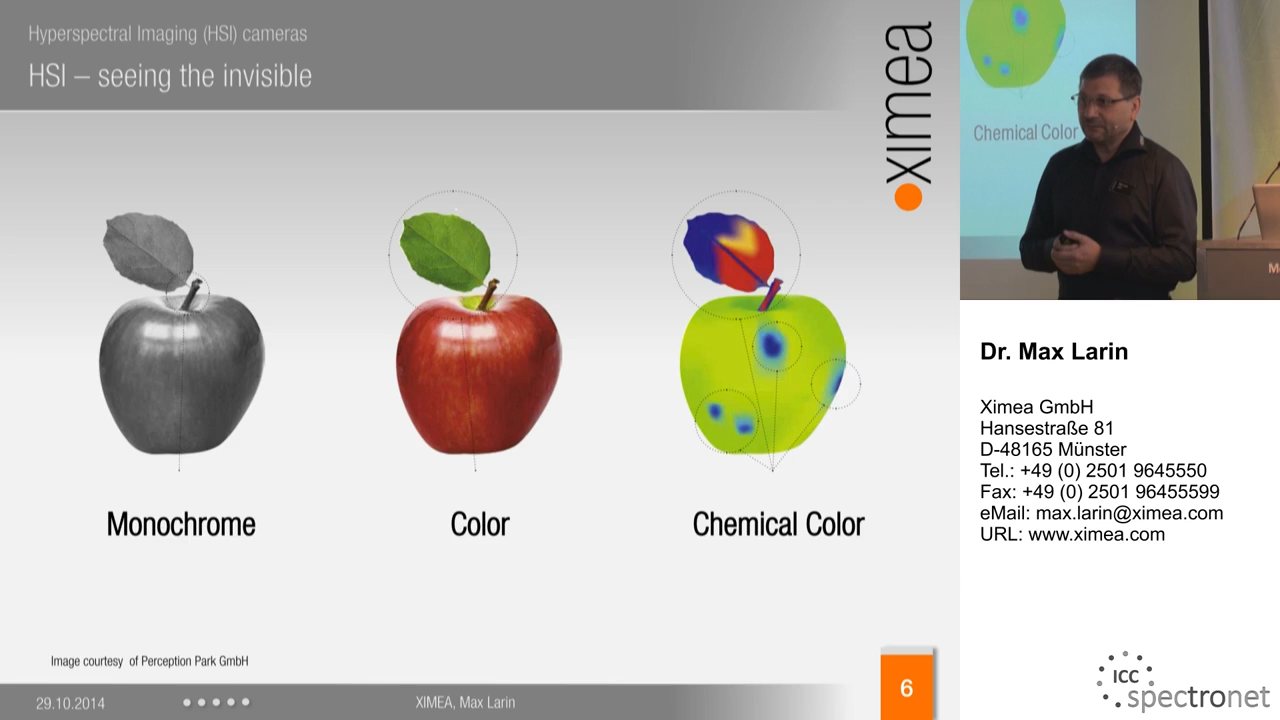 Hyperspectral Imaging (HSI) cameras
HSI – seeing the invisible
ximea
Monochrome
Color
Chemical Color
Image courtesy of Perception Park GmbH
29.10.2014
XIMEA, Max Larin
6
Chemical Color
Dr. Max Larin
Ximea GmbH
Hansestraße 81
D-48165 Münster
Tel.: +49 (0) 2501 9645550
Fax: +49 (0) 2501 96455599
eMail: max.larin@ximea.com
URL: www.ximea.com
ICC
spectronet